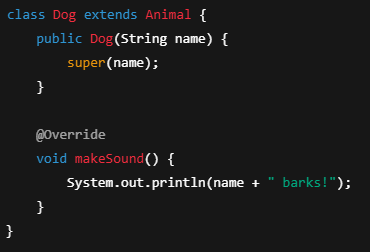 class Dog extends Animal {
    public Dog(String name) {
        super(name);
    }

    @Override
    void makeSound() {
        System.out.println(name + " barks!");
    }
}